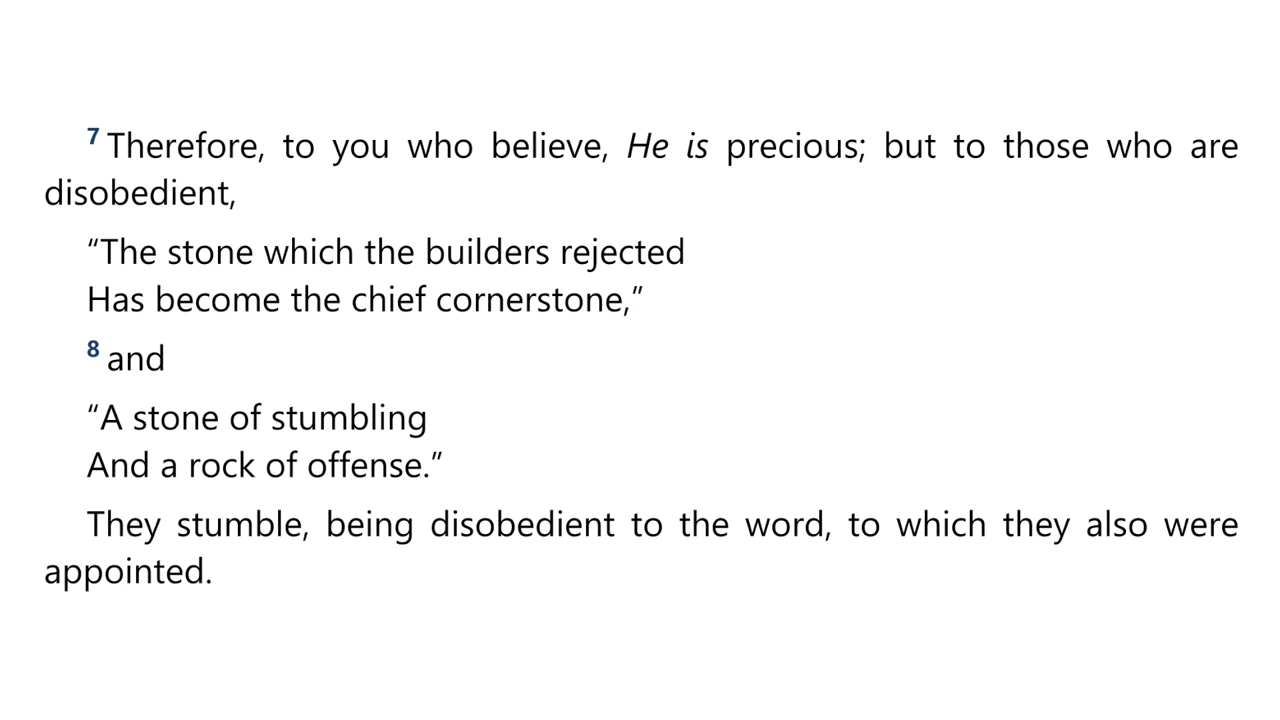 7 Therefore, to you who believe, He is precious; but to those who are
disobedient,
“The stone which the builders rejected
Has become the chief cornerstone,”
8 and
“A stone of stumbling
And a rock of offense.”
They stumble, being disobedient to the word, to which they also were
appointed.